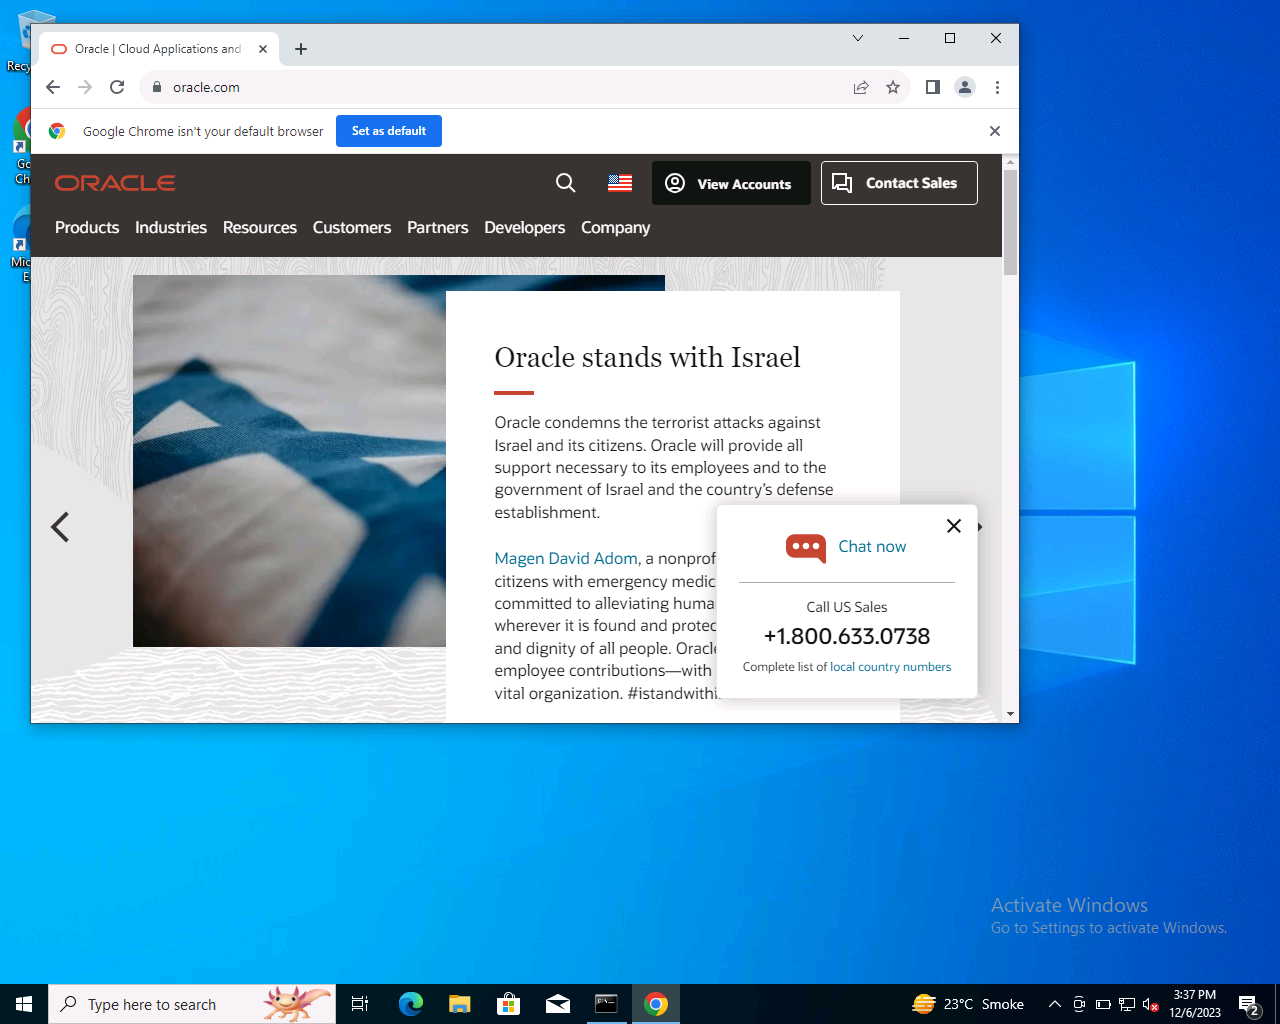 Oracle | Cloud Applications and
oracle.com
Google Chrome isn't your default browser
Set as default
ORACLE
View Accounts
Contact Sales
Products Industries Resources Customers Partners Developers Company
Oracle stands with Israel
Oracle condemns the terrorist attacks against
Israel and its citizens. Oracle will provide all
support necessary to its employees and to the
government of Israel and the country's defense
establishment.
Magen David Adom, a nonprof
citizens with emergency medic
committed to alleviating huma
wherever it is found and protec
and dignity of all people. Oracle
employee contributions—with
vital organization. #istandwithi
Chat now
Call US Sales
+1.800.633.0738
Complete list of local country numbers
Activate Windows
Go to Settings to activate Windows.
Type here to search
23°C Smoke
3:37 PM
12/6/2023
2